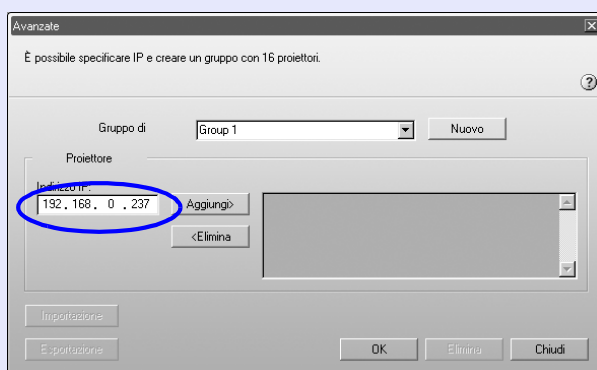 Avanzate
È possibile specificare IP e creare un gruppo con 16 proiettori.
Gruppo di Group 1 Nuovo
Proiettore
Indirizzo IP:
192. 168. 0 . 237 Aggiungi>
<Elimina
Importazione
Esportazione OK Elimina Chiudi